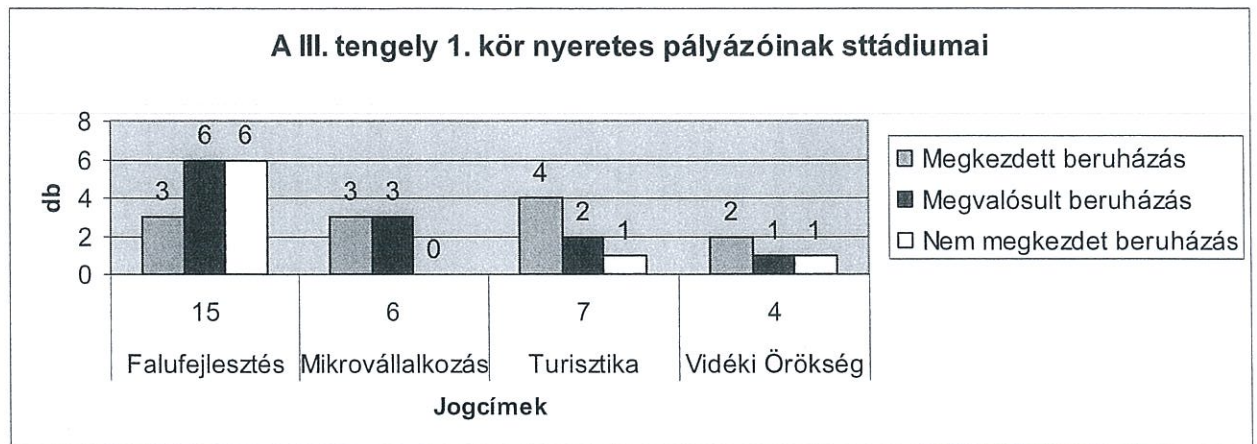 A III. tengely 1. kör nyeretes pályázóinak sttádiumai
8
6
4
2
0
db
3 6 6
3 3 0
4 2 1
2 1 1
15 6 7 4
Falufejlesztés Mikrovállalkozás Turisztika Vidéki Örökség
Jogcímek
Megkezdett beruházás
Megvalósult beruházás
Nem megkezdet beruházás